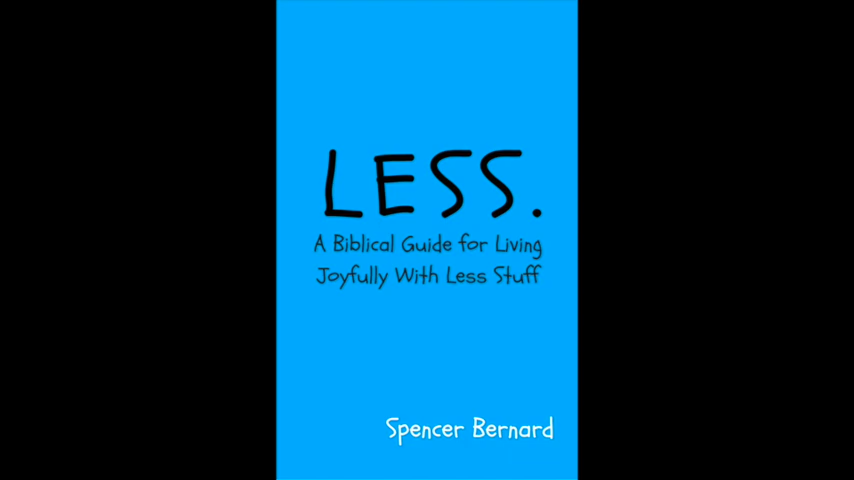 LESS.
A Biblical Guide for Living
Joyfully With Less Stuff
Spencer Bernard